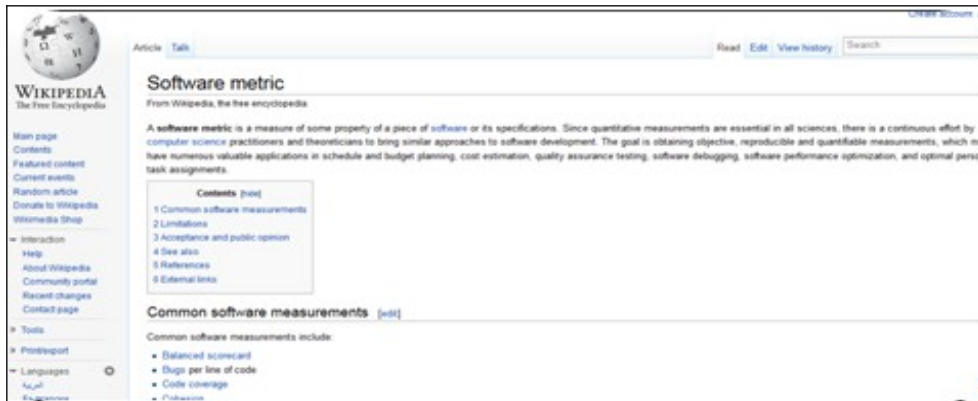 Create account
Article Talk
Read Edit View history Search
WIKIPEDIA
The Free Encyclopedia
Main page
Contents
Featured content
Current events
Random article
Donate to Wikipedia
Wikimedia Shop
Interaction
Help
About Wikipedia
Community portal
Recent changes
Contact page
Tools
Print/export
Languages
العربية
Software metric
From Wikipedia, the free encyclopedia
A software metric is a measure of some property of a piece of software or its specifications. Since quantitative measurements are essential in all sciences, there is a continuous effort by
computer science practitioners and theoreticians to bring similar approaches to software development. The goal is obtaining objective, reproducible and quantifiable measurements, which m
have numerous valuable applications in schedule and budget planning, cost estimation, quality assurance testing, software debugging, software performance optimization, and optimal pers
task assignments.
Contents [hide]
1 Common software measurements
2 Limitations
3 Acceptance and public opinion
4 See also
5 References
6 External links
Common software measurements [edit]
Common software measurements include:
• Balanced scorecard
• Bugs per line of code
• Code coverage
• Cohesion